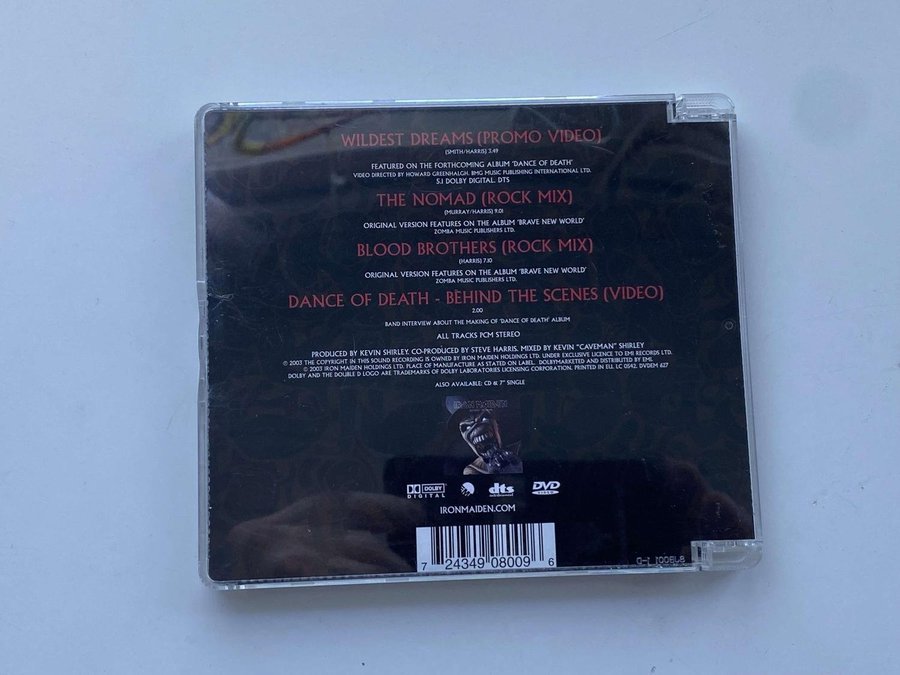 WILDEST DREAMS (PROMO VIDEO)
(SMITH/HARRIS) 3.49
FEATURED ON THE FORTHCOMING ALBUM 'DANCE OF DEATH'
VIDEO DIRECTED BY HOWARD GREENHALGH. BMG MUSIC PUBLISHING INTERNATIONAL LTD.
5.1 DOLBY DIGITAL. DTS
THE NOMAD (ROCK MIX)
(MURRAY/HARRIS) 9.01
ORIGINAL VERSION FEATURES ON THE ALBUM 'BRAVE NEW WORLD'
ZOMBA MUSIC PUBLISHERS LTD.
BLOOD BROTHERS (ROCK MIX)
(HARRIS) 7.10
ORIGINAL VERSION FEATURES ON THE ALBUM 'BRAVE NEW WORLD'
ZOMBA MUSIC PUBLISHERS LTD.
DANCE OF DEATH - BEHIND THE SCENES (VIDEO)
2.00
BAND INTERVIEW ABOUT THE MAKING OF 'DANCE OF DEATH' ALBUM
ALL TRACKS PCM STEREO
PRODUCED BY KEVIN SHIRLEY. CO-PRODUCED BY STEVE HARRIS. MIXED BY KEVIN "CAVEMAN" SHIRLEY
℗ 2003 THE COPYRIGHT IN THIS SOUND RECORDING IS OWNED BY IRON MAIDEN HOLDINGS LTD. UNDER EXCLUSIVE LICENCE TO EMI RECORDS LTD.
© 2003 IRON MAIDEN HOLDINGS LTD. PLACE OF MANUFACTURE AS STATED ON LABEL. DOLBYMARKETED AND DISTRIBUTED BY EMI.
DOLBY AND THE DOUBLE D LOGO ARE TRADEMARKS OF DOLBY LABORATORIES LICENSING CORPORATION. PRINTED IN EU. LC 0542. DVDEM 627
ALSO AVAILABLE: CD & 7" SINGLE
IRON MAIDEN
DOLBY
DIGITAL
dts
DVD
VIDEO
IRONMAIDEN.COM
7 24349 08009 6